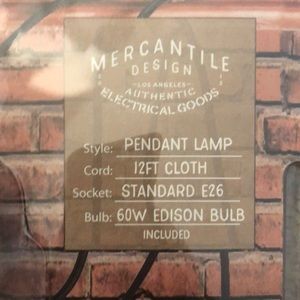 MERCANTILE
DESIGN
LOS ANGELES
AUTHENTIC
ELECTRICAL GOODS
Style: PENDANT LAMP
Cord: 12FT CLOTH
Socket: STANDARD E26
Bulb: 60W EDISON BULB
INCLUDED